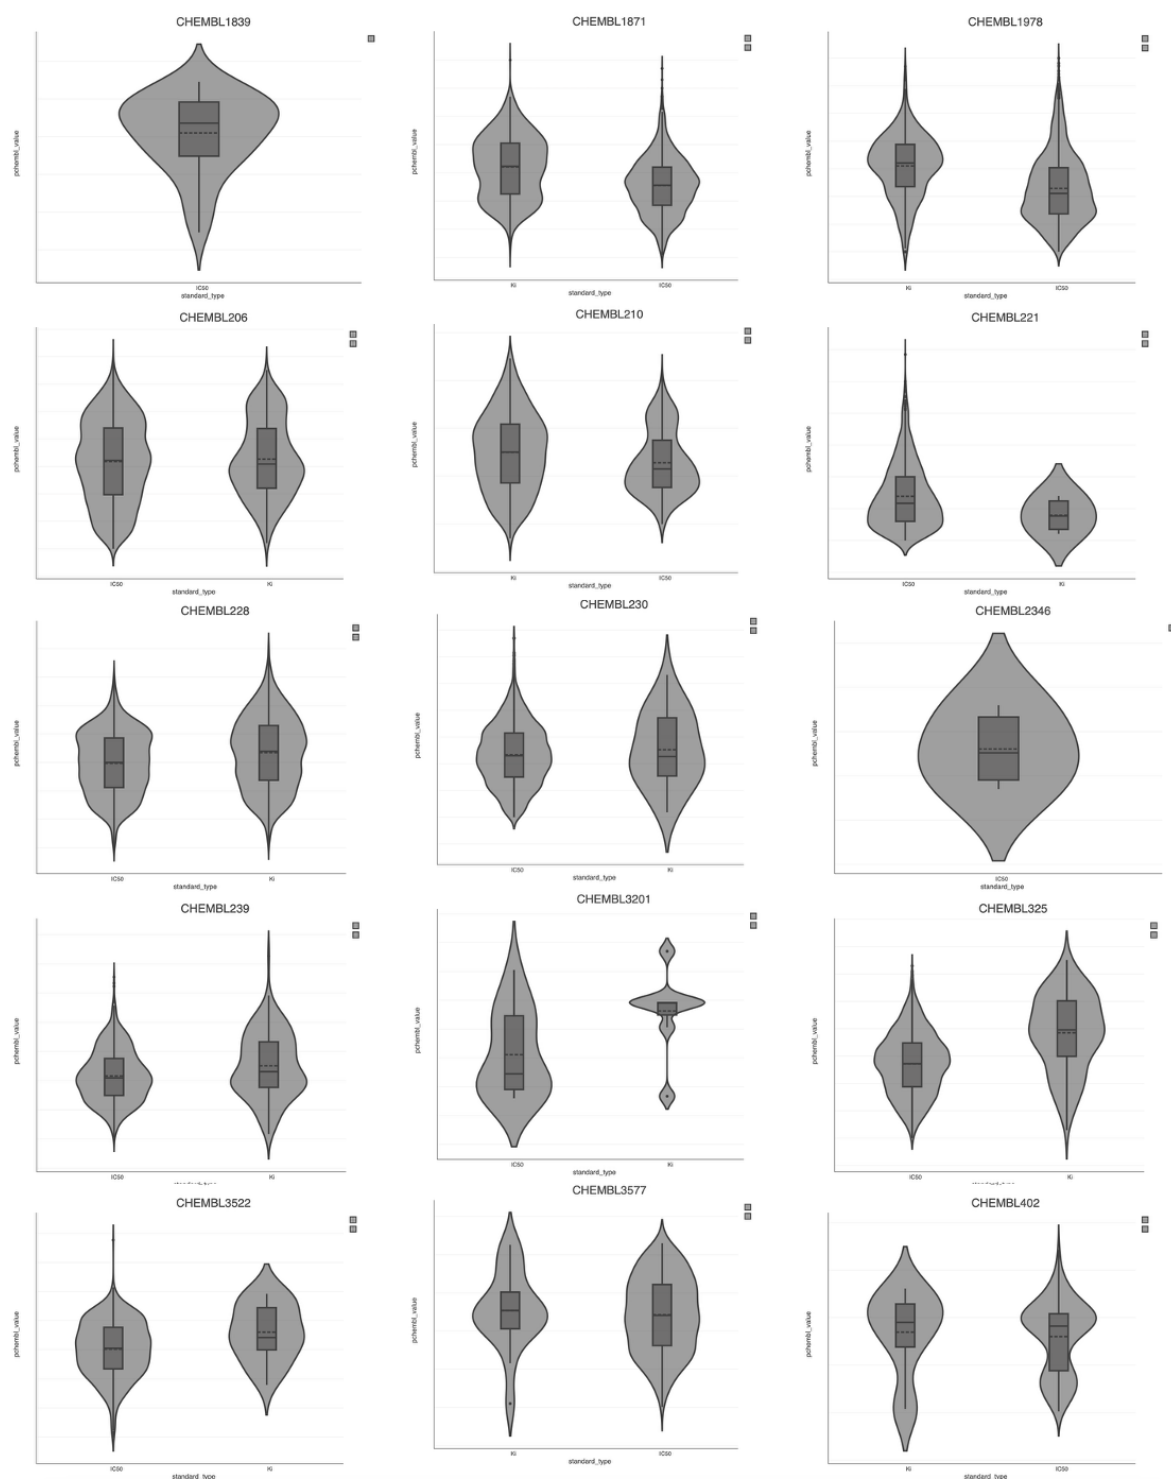 CHEMBL1839
pchembl_value
IC50
standard_type
CHEMBL1871
pchembl_value
Ki IC50
standard_type
CHEMBL1978
pchembl_value
Ki IC50
standard_type
CHEMBL206
pchembl_value
IC50 Ki
standard_type
CHEMBL210
pchembl_value
Ki IC50
standard_type
CHEMBL221
pchembl_value
IC50 Ki
standard_type
CHEMBL228
pchembl_value
IC50 Ki
standard_type
CHEMBL230
pchembl_value
IC50 Ki
standard_type
CHEMBL2346
pchembl_value
IC50
standard_type
CHEMBL239
pchembl_value
IC50 Ki
CHEMBL3201
pchembl_value
IC50 Ki
standard_type
CHEMBL325
pchembl_value
IC50 Ki
CHEMBL3522
pchembl_value
IC50 Ki
standard_type
CHEMBL3577
pchembl_value
Ki IC50
standard_type
CHEMBL402
pchembl_value
Ki IC50
standard_type